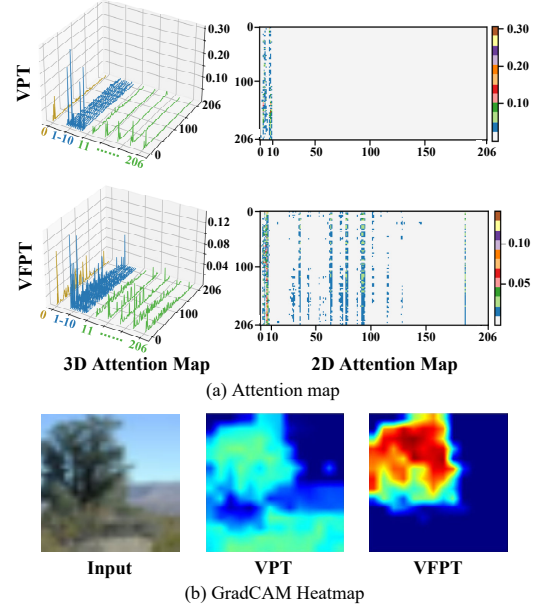 VPT
0.30
0.20
0.10
206
100
0
0 1-10 11 ...... 206
0
100
206
0 10 50 100 150 206
0.30
0.20
0.10
VFPT
0.12
0.08
0.04
206
100
0
0 1-10 11 ...... 206
0
100
206
0 10 50 100 150 206
0.10
0.05
3D Attention Map 2D Attention Map
(a) Attention map
Input VPT VFPT
(b) GradCAM Heatmap